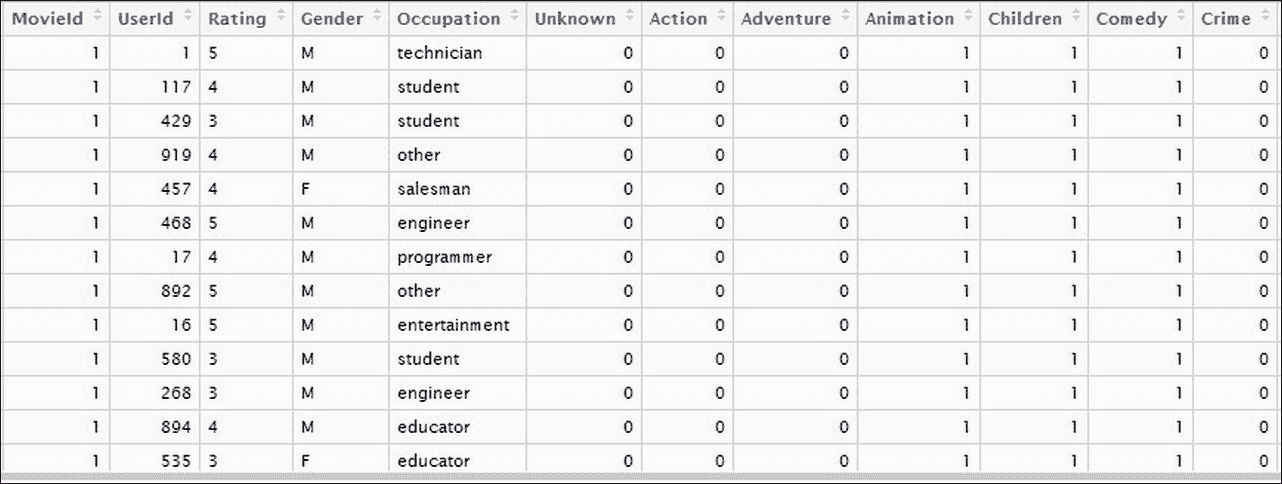 MovieId UserId Rating Gender Occupation Unknown Action Adventure Animation Children Comedy Crime
1 1 5 M technician 0 0 0 1 1 1 0
1 117 4 M student 0 0 0 1 1 1 0
1 429 3 M student 0 0 0 1 1 1 0
1 919 4 M other 0 0 0 1 1 1 0
1 457 4 F salesman 0 0 0 1 1 1 0
1 468 5 M engineer 0 0 0 1 1 1 0
1 17 4 M programmer 0 0 0 1 1 1 0
1 892 5 M other 0 0 0 1 1 1 0
1 16 5 M entertainment 0 0 0 1 1 1 0
1 580 3 M student 0 0 0 1 1 1 0
1 268 3 M engineer 0 0 0 1 1 1 0
1 894 4 M educator 0 0 0 1 1 1 0
1 535 3 F educator 0 0 0 1 1 1 0